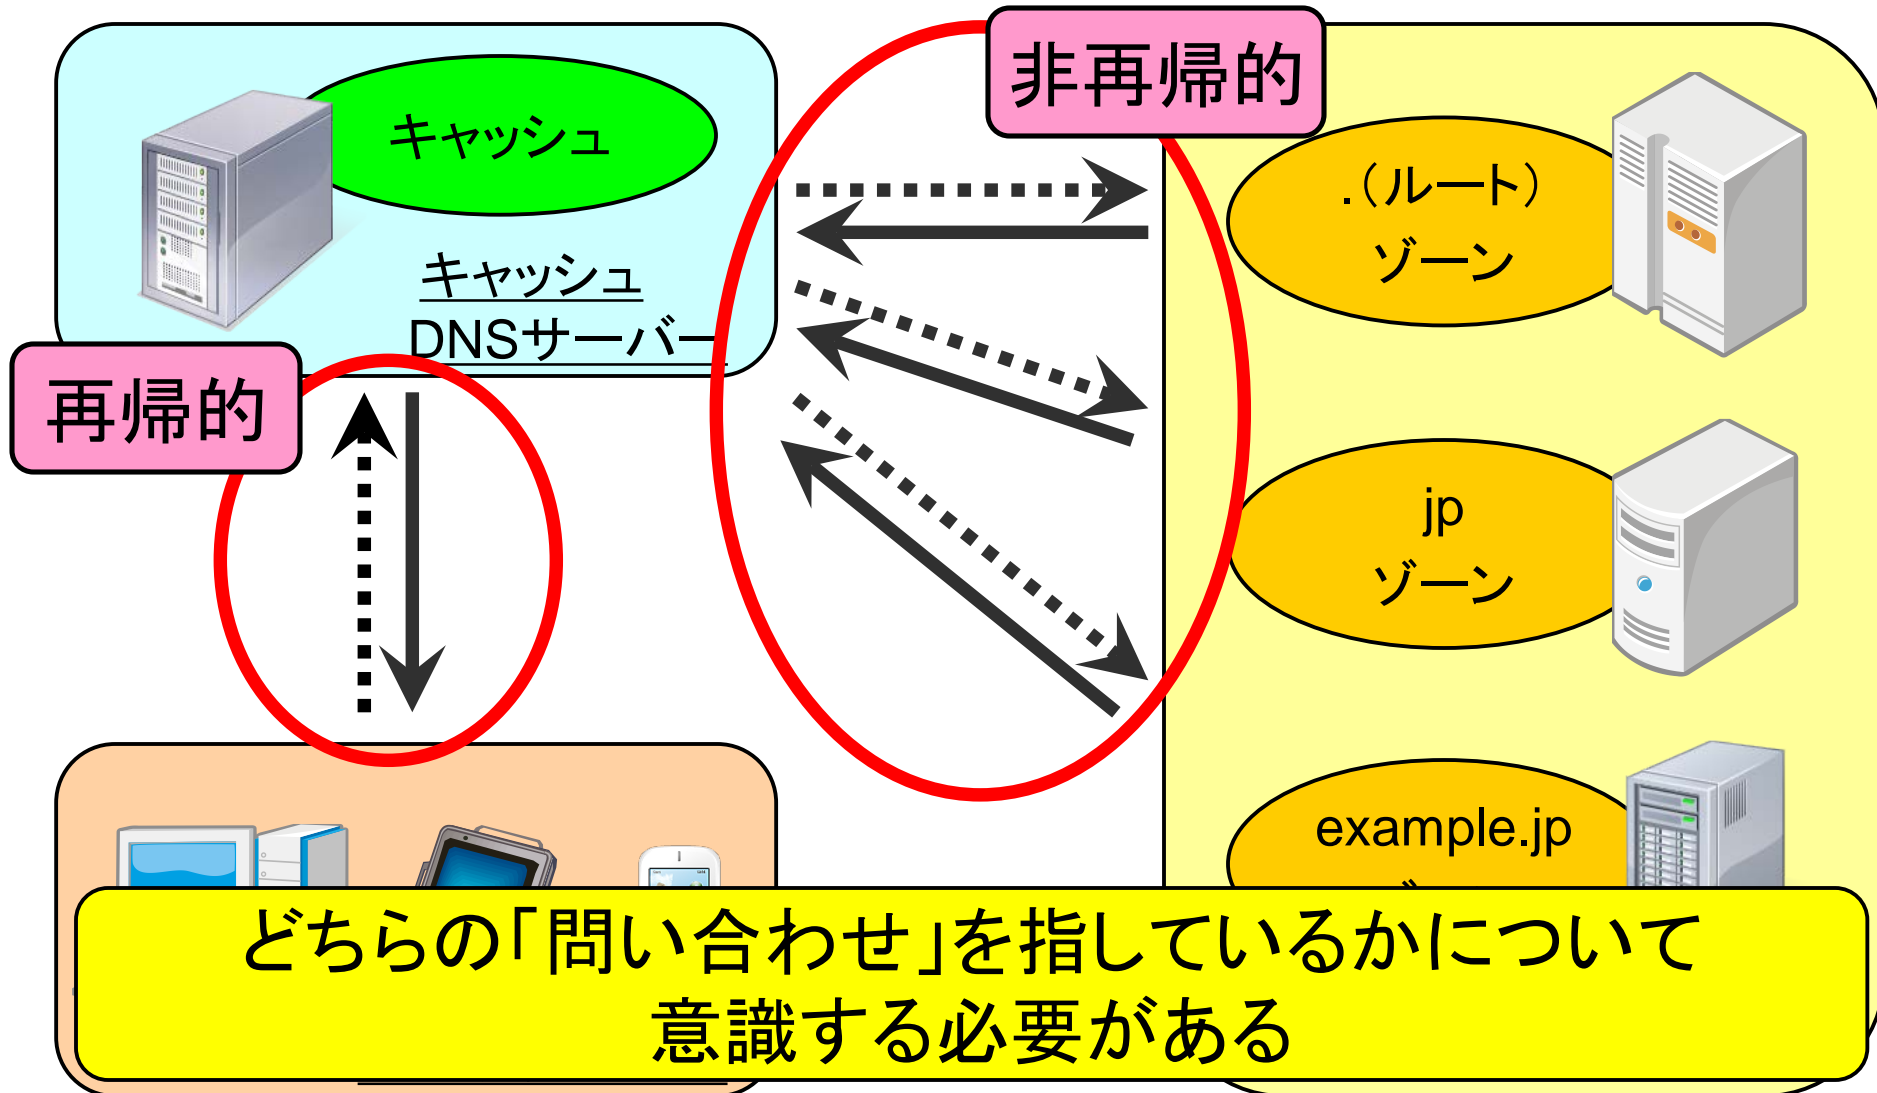 非再帰的
キャッシュ
.(ルート)
ゾーン
キャッシュ
DNSサーバー
再帰的
jp
ゾーン
example.jp
どちらの「問い合わせ」を指しているかについて
意識する必要がある